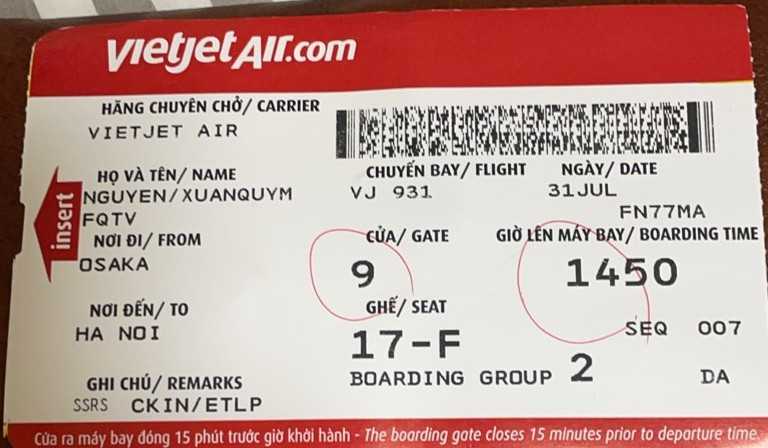 vietjetAir.com
HÃNG CHUYÊN CHỞ/ CARRIER
VIETJET AIR
HỌ VÀ TÊN/ NAME
NGUYEN/XUANQUYM
FQTV
CHUYẾN BAY/ FLIGHT
VJ 931
NGÀY/ DATE
31JUL
FN77MA
insert
NƠI ĐI/ FROM
OSAKA
CỬA/ GATE
9
GIỜ LÊN MÁY BAY/ BOARDING TIME
1450
NƠI ĐẾN/ TO
HA NOI
GHẾ/ SEAT
17-F
SEQ 007
GHI CHÚ/ REMARKS
SSRS CKIN/ETLP
BOARDING GROUP 2
DA
Cửa ra máy bay đóng 15 phút trước giờ khởi hành - The boarding gate closes 15 minutes prior to departure time